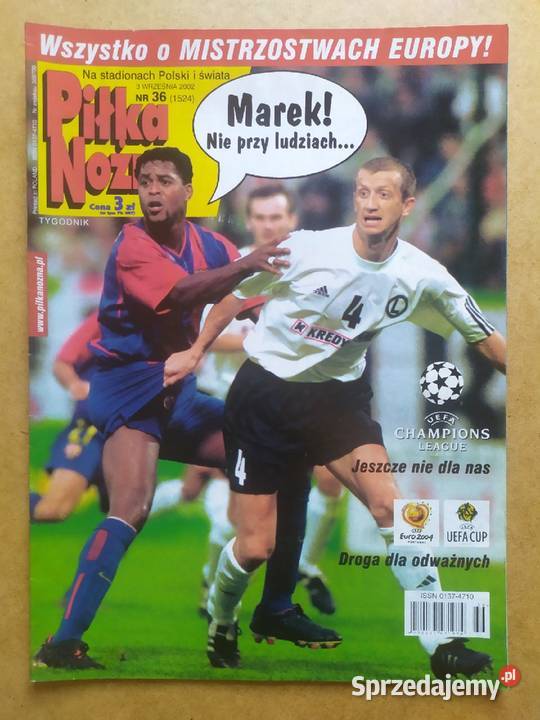 Wszystko o MISTRZOSTWACH EUROPY!
Na stadionach Polski i świata
3 WRZEŚNIA 2002
NR 36 (1524)
Piłka
Nożn
Cena 3 zł
TYGODNIK
www.pilkanozna.pl
Marek!
Nie przy ludziach...
4
L
KREDY
4
UEFA
CHAMPIONS
LEAGUE
Jeszcze nie dla nas
Euro2004
UEFA CUP
Droga dla odważnych
ISSN 0137-4710
Sprzedajemy.pl